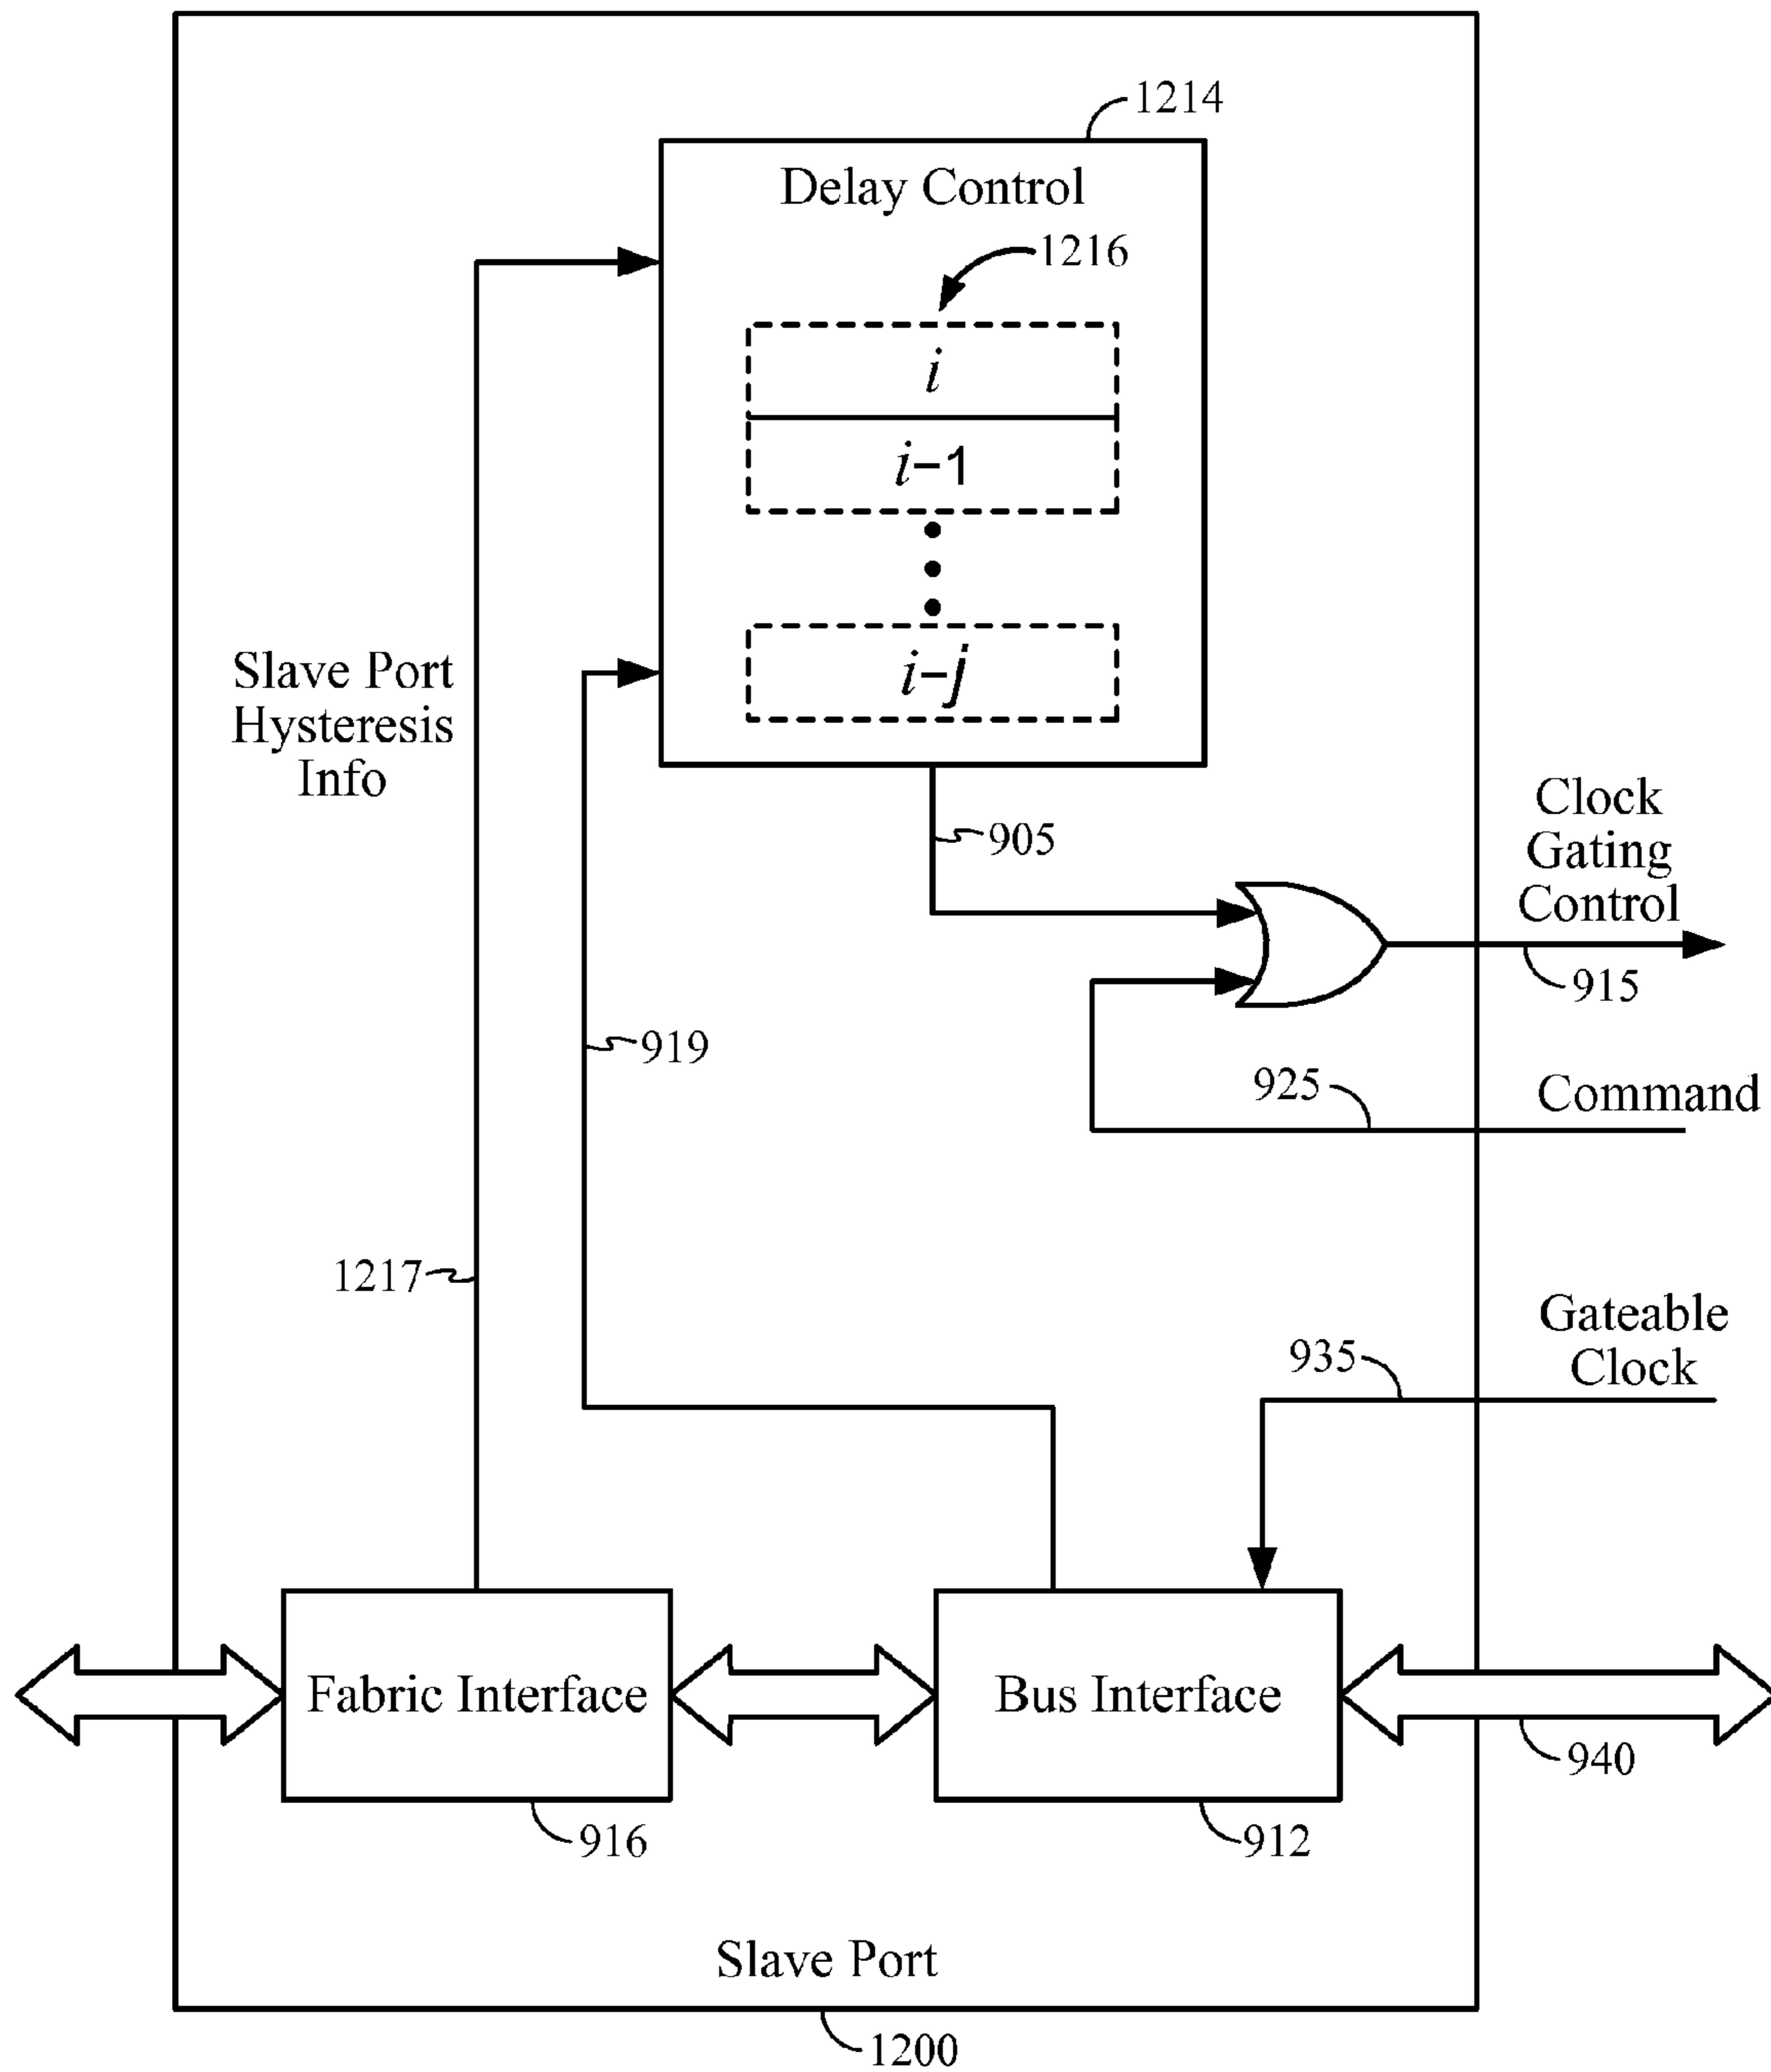 1214
Delay Control
1216
i
i–1
i–j
Slave Port
Hysteresis
Info
905
Clock
Gating
Control
915
919
925
Command
1217
Gateable
Clock
935
Fabric Interface
Bus Interface
940
916
912
Slave Port
1200